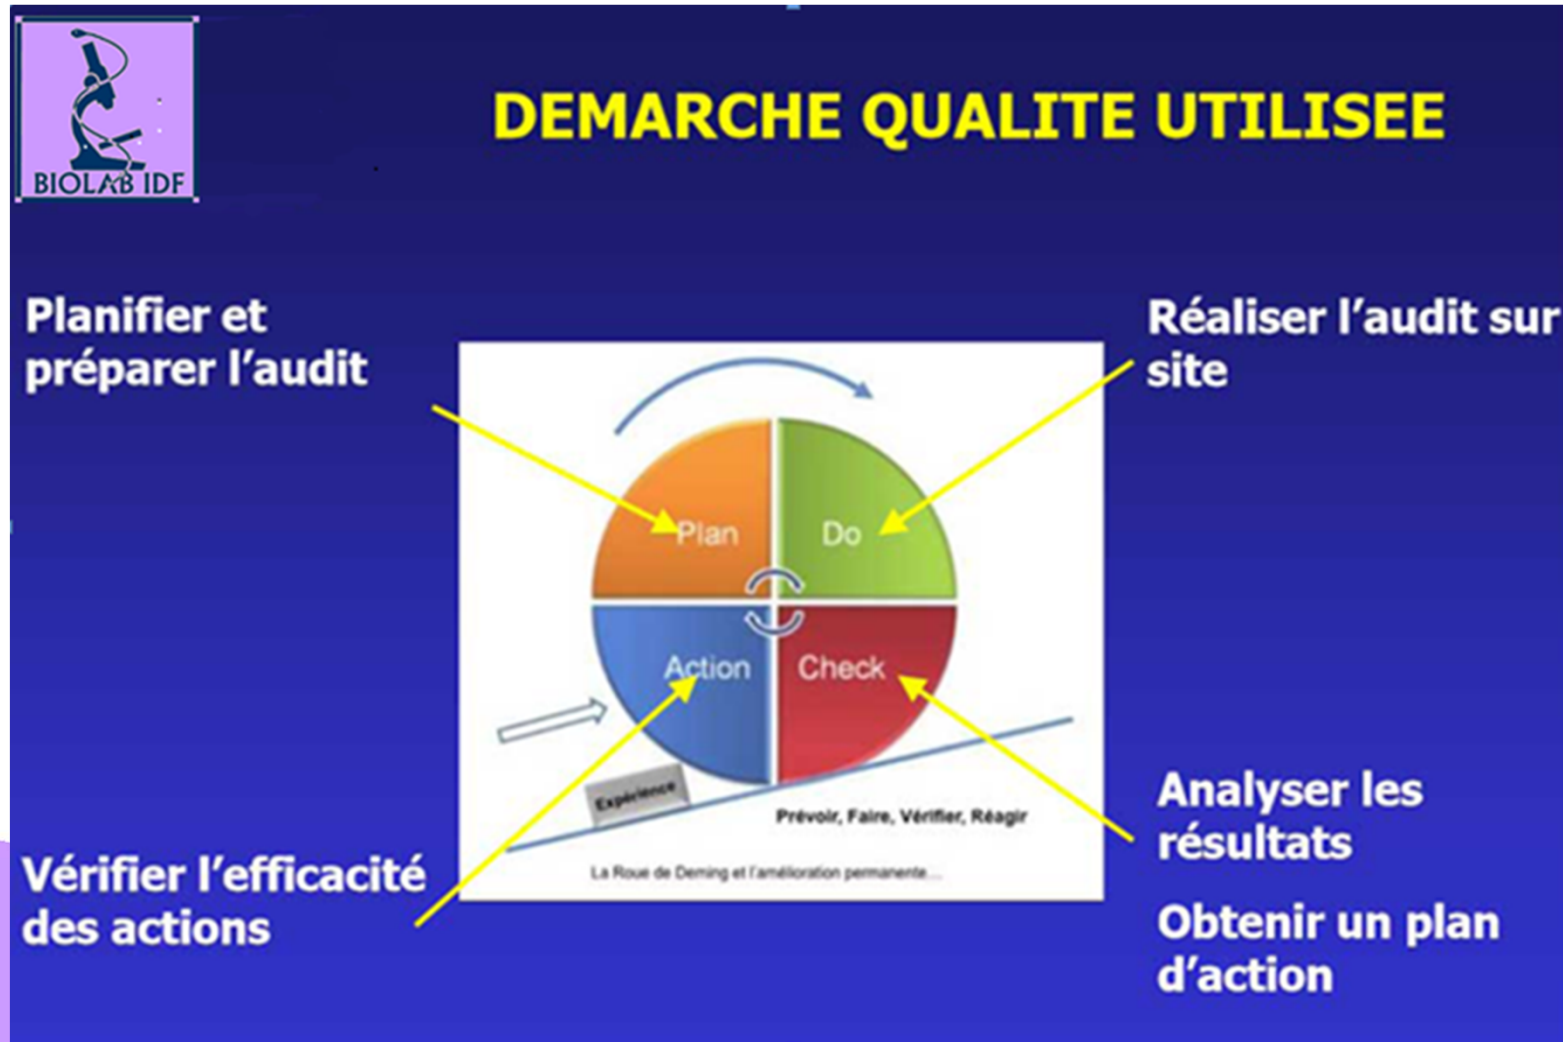 BIOLAB IDF
DEMARCHE QUALITE UTILISEE
Planifier et
préparer l’audit
Réaliser l’audit sur
site
Plan
Do
Action
Check
Expérience
Prévoir, Faire, Vérifier, Réagir
La Roue de Deming et l’amélioration permanente...
Vérifier l’efficacité
des actions
Analyser les
résultats
Obtenir un plan
d’action